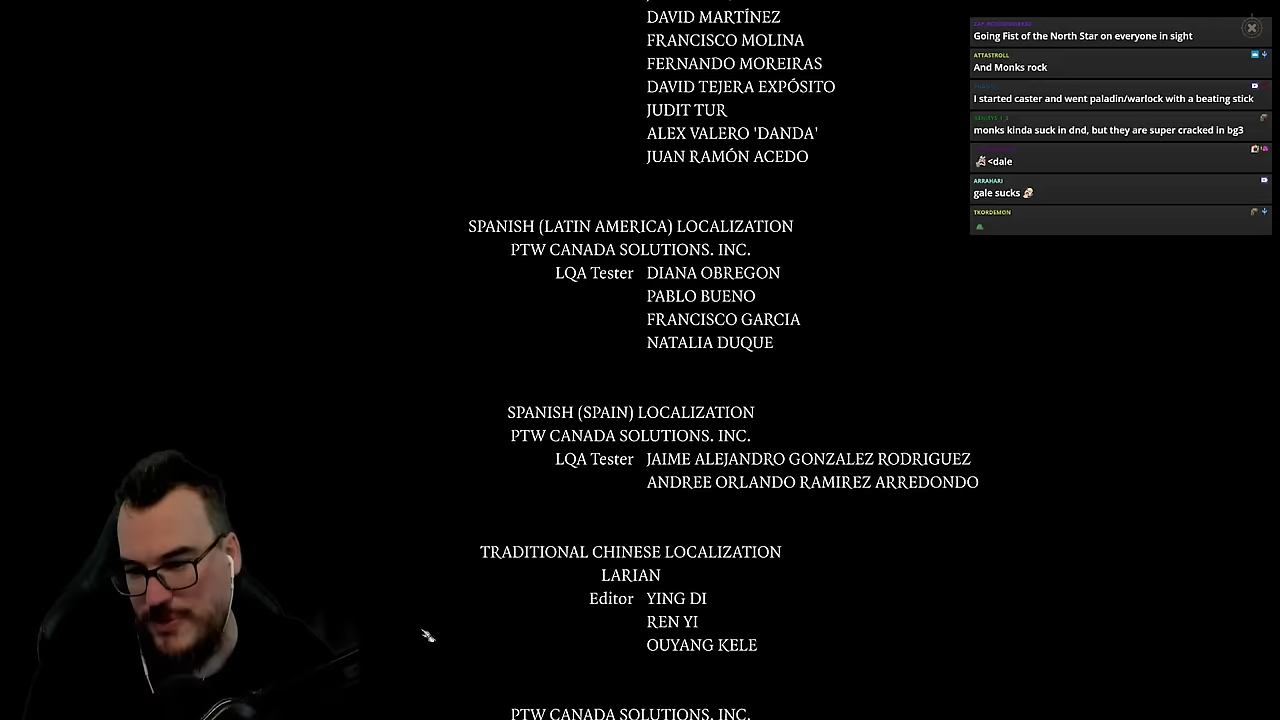 DAVID MARTÍNEZ
FRANCISCO MOLINA
FERNANDO MOREIRAS
DAVID TEJERA EXPÓSITO
JUDIT TUR
ALEX VALERO 'DANDA'
JUAN RAMÓN ACEDO
SPANISH (LATIN AMERICA) LOCALIZATION
PTW CANADA SOLUTIONS. INC.
LQA Tester DIANA OBREGON
PABLO BUENO
FRANCISCO GARCIA
NATALIA DUQUE
SPANISH (SPAIN) LOCALIZATION
PTW CANADA SOLUTIONS. INC.
LQA Tester JAIME ALEJANDRO GONZALEZ RODRIGUEZ
ANDREE ORLANDO RAMIREZ ARREDONDO
TRADITIONAL CHINESE LOCALIZATION
LARIAN
Editor YING DI
REN YI
OUYANG KELE
PTW CANADA SOLUTIONS. INC.
Going Fist of the North Star on everyone in sight
ATTASTROLL
And Monks rock
I started caster and went paladin/warlock with a beating stick
monks kinda suck in dnd, but they are super cracked in bg3
<dale
ARRAHARI
gale sucks
TKORDEMON